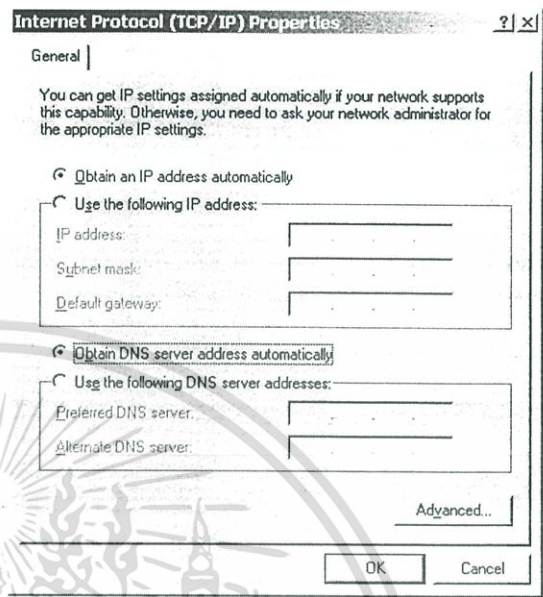 Internet Protocol (TCP/IP) Properties
General
You can get IP settings assigned automatically if your network supports
this capability. Otherwise, you need to ask your network administrator for
the appropriate IP settings.
Obtain an IP address automatically
Use the following IP address:
IP address:
Subnet mask:
Default gateway:
Obtain DNS server address automatically
Use the following DNS server addresses:
Preferred DNS server:
Alternate DNS server:
Advanced...
OK Cancel